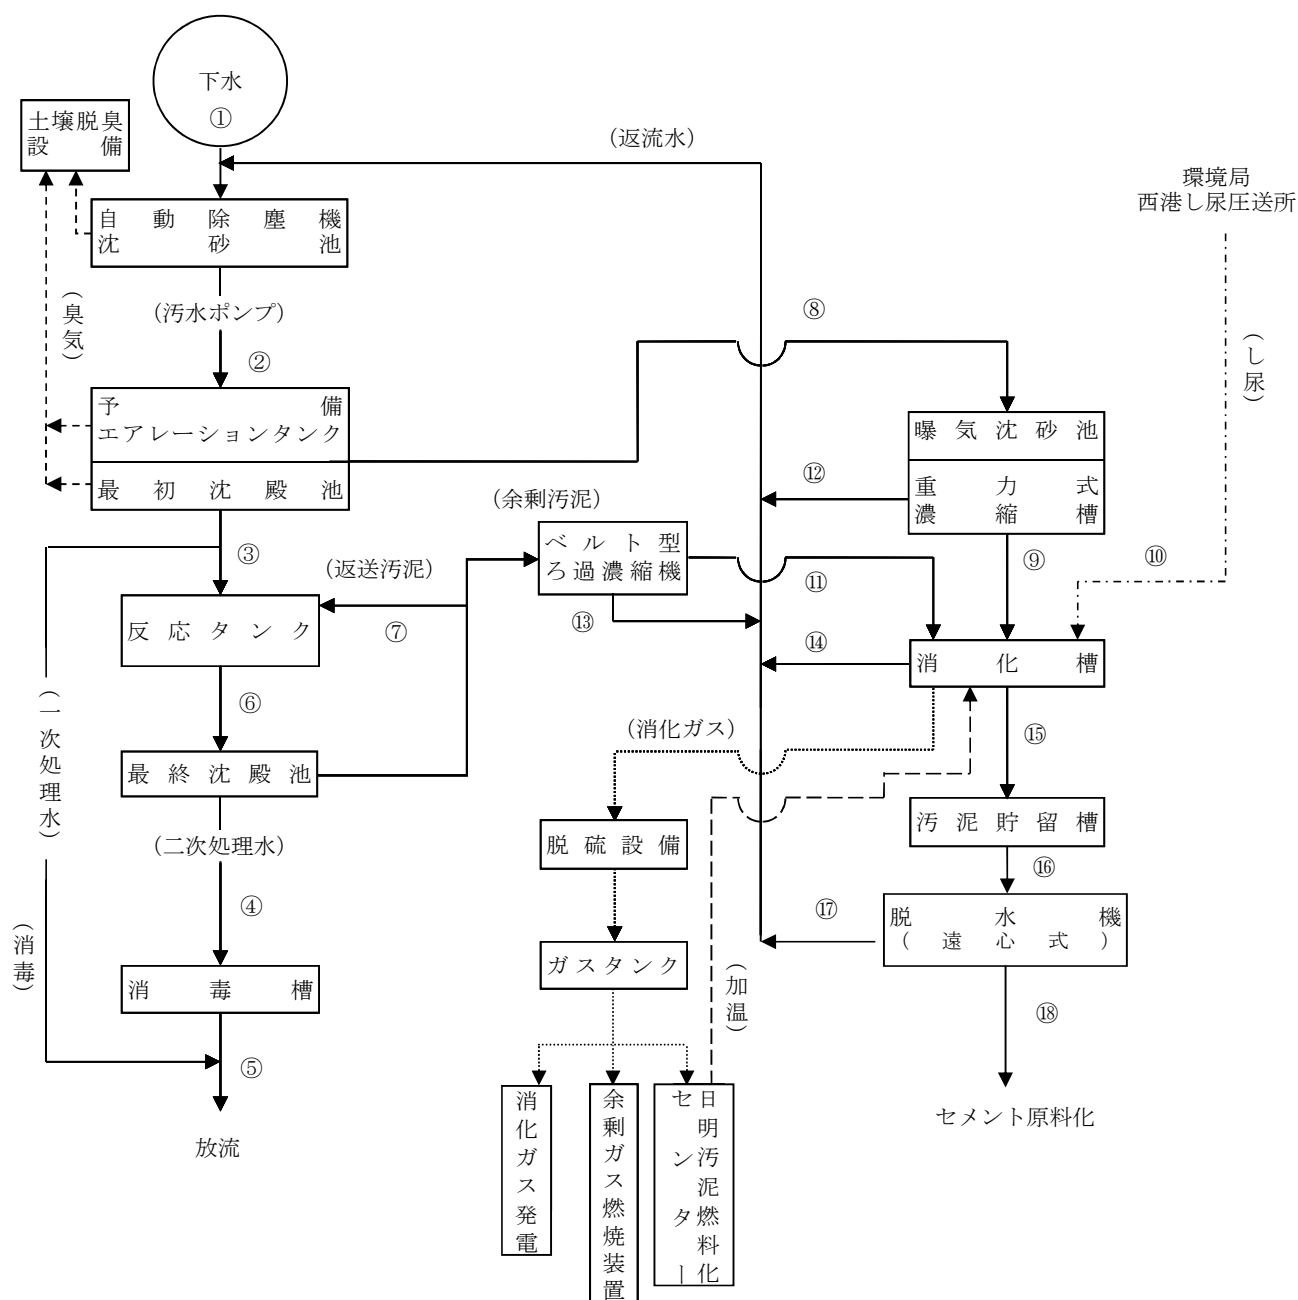 下水
①
土壌脱臭
設備
(返流水)
環境局
西港し尿圧送所
自動除塵機
沈砂池
(臭気)
(汚水ポンプ)
⑧
(し尿)
②
予備
エアレーションタンク
最初沈殿池
曝気沈砂池
⑫
重力式
濃縮槽
(余剰汚泥)
ベルト型
ろ過濃縮機
③
(返送汚泥)
⑪
⑨
⑩
反応タンク
⑦
⑬
⑭
消化槽
(一次処理水)
⑥
(消化ガス)
⑮
最終沈殿池
汚泥貯留槽
(二次処理水)
脱硫設備
⑯
④
⑰
脱水機
(遠心式)
(消毒)
ガスタンク
(加温)
消毒槽
⑱
⑤
放流
消化ガス発電
余剰ガス燃焼装置
日明汚泥燃料化
センター
セメント原料化